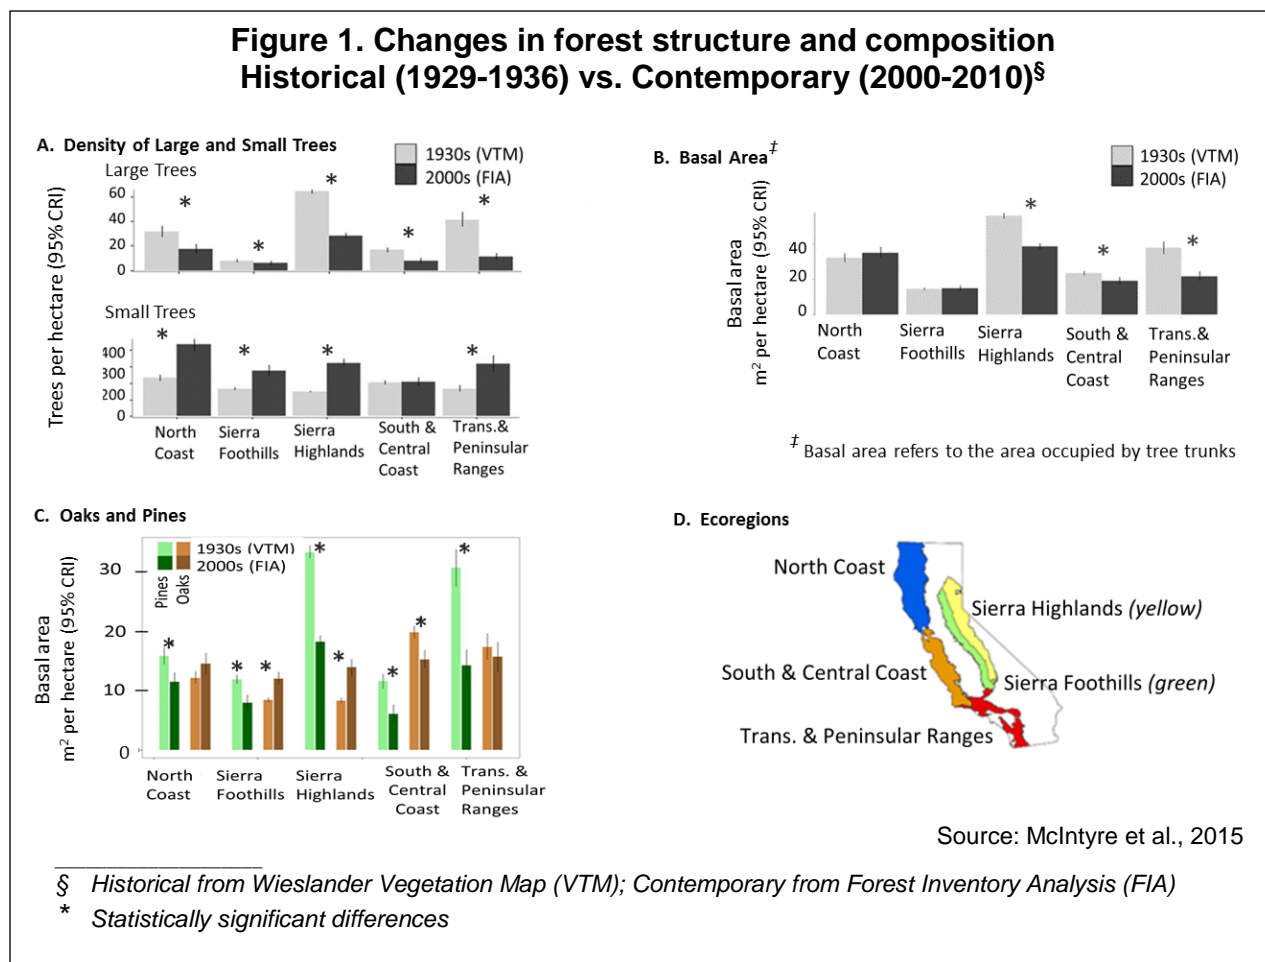 Figure 1. Changes in forest structure and composition
Historical (1929-1936) vs. Contemporary (2000-2010)§
A. Density of Large and Small Trees
1930s (VTM)
2000s (FIA)
Large Trees
Trees per hectare (95% CRI)
60
40
20
0
*
*
*
*
*
Small Trees
400
200
200
0
*
*
*
*
North
Coast
Sierra
Foothills
Sierra
Highlands
South &
Central
Coast
Trans.&
Peninsular
Ranges
B. Basal Area‡
1930s (VTM)
2000s (FIA)
Basal area
m² per hectare (95% CRI)
40
20
0
*
*
*
North
Coast
Sierra
Foothills
Sierra
Highlands
South &
Central
Coast
Trans.&
Peninsular
Ranges
‡ Basal area refers to the area occupied by tree trunks
C. Oaks and Pines
1930s (VTM)
2000s (FIA)
Pines
Oaks
Basal area
m² per hectare (95% CRI)
30
20
10
0
*
*
*
*
*
*
*
*
North
Coast
Sierra
Foothills
Sierra
Highlands
South &
Central
Coast
Trans. &
Peninsular
Ranges
D. Ecoregions
North Coast
Sierra Highlands (yellow)
South & Central Coast
Sierra Foothills (green)
Trans. & Peninsular Ranges
Source: McIntyre et al., 2015
§ Historical from Wieslander Vegetation Map (VTM); Contemporary from Forest Inventory Analysis (FIA)
* Statistically significant differences